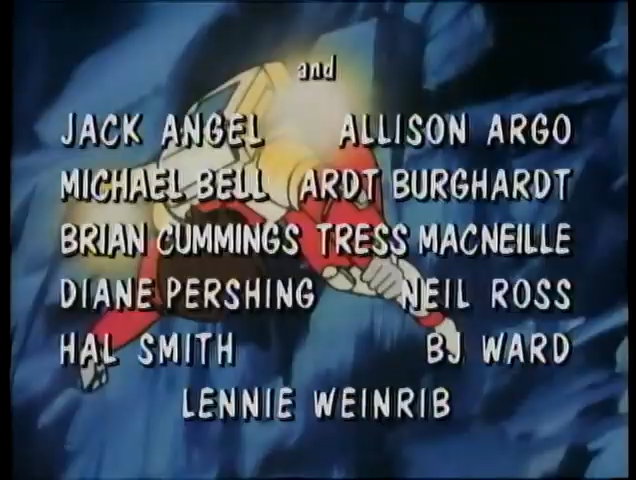 and
JACK ANGEL ALLISON ARGO
MICHAEL BELL ARDT BURGHARDT
BRIAN CUMMINGS TRESS MACNEILLE
DIANE PERSHING NEIL ROSS
HAL SMITH BJ WARD
LENNIE WEINRIB